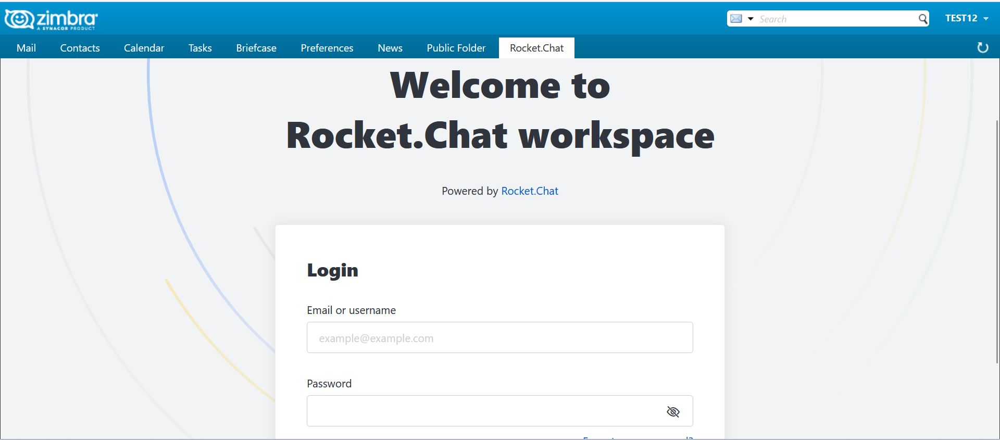 zimbra
A SYNACOR PRODUCT
Search
TEST12
Mail Contacts Calendar Tasks Briefcase Preferences News Public Folder Rocket.Chat
Welcome to
Rocket.Chat workspace
Powered by Rocket.Chat
Login
Email or username
example@example.com
Password